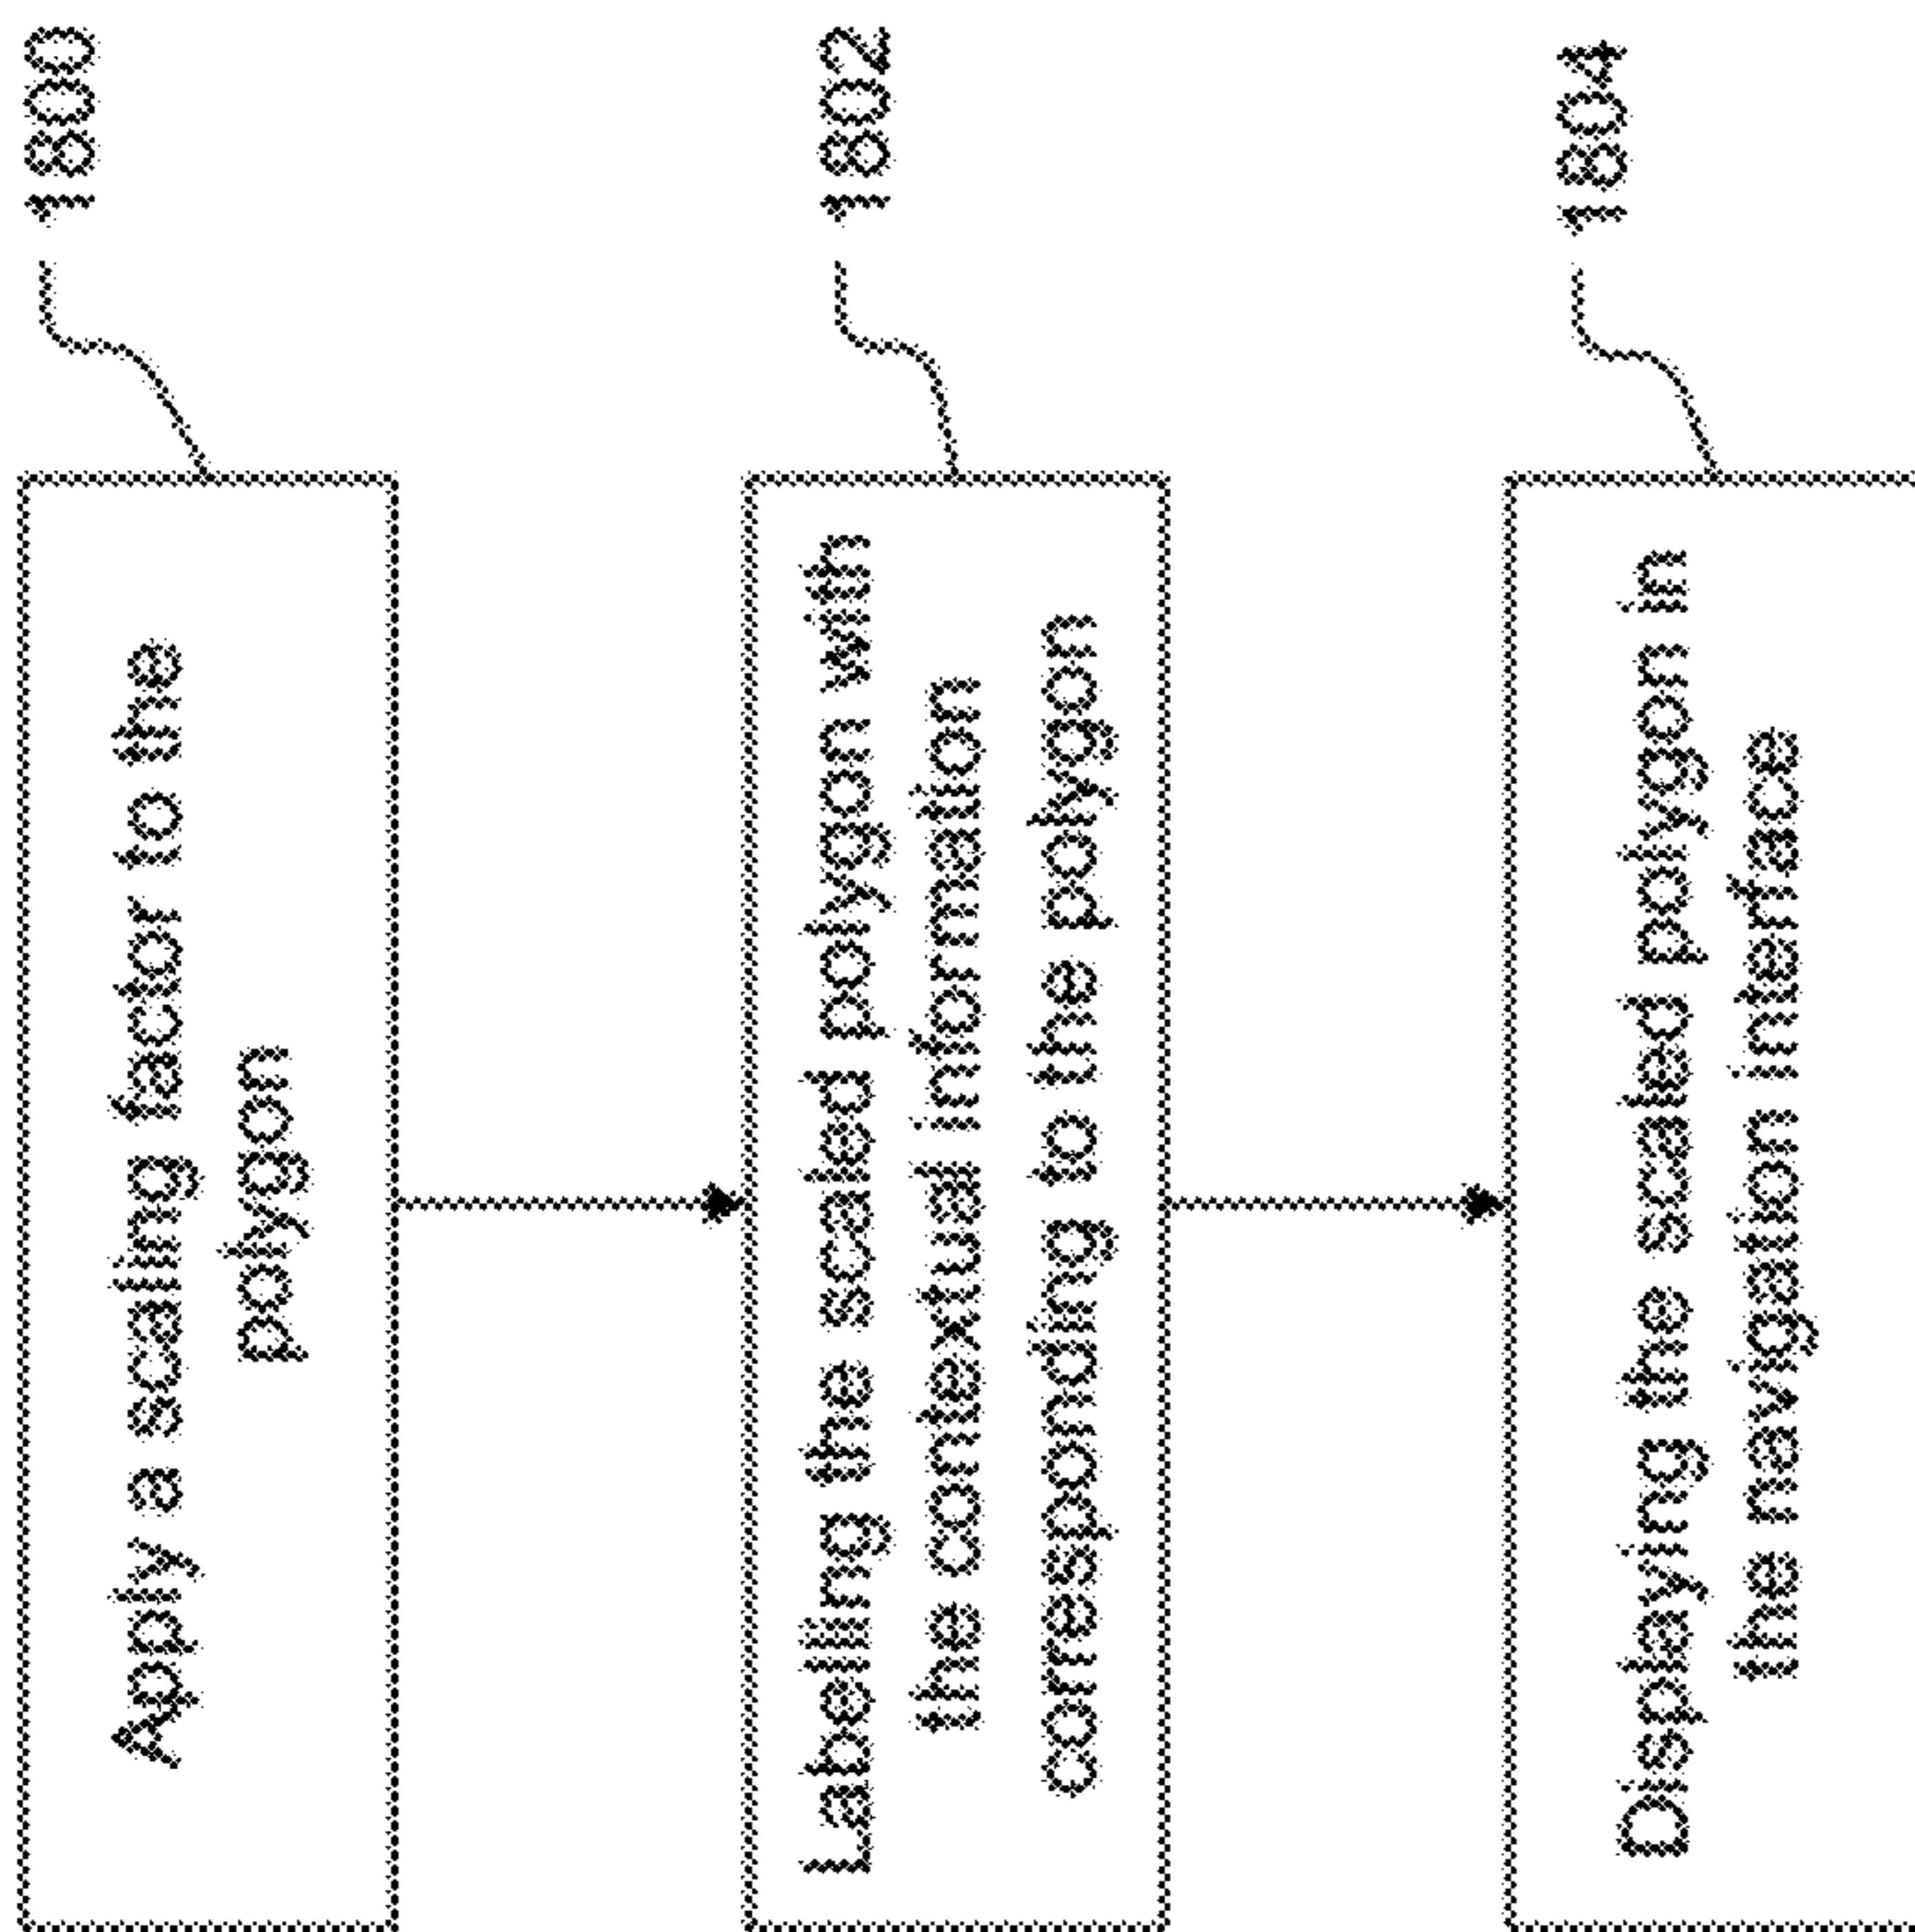 1800
Apply a scaling factor to the
polygon
1802
Labelling the scaled polygon with
the contextual information
corresponding to the polygon
1804
Displaying the scaled polygon in
the navigation interface